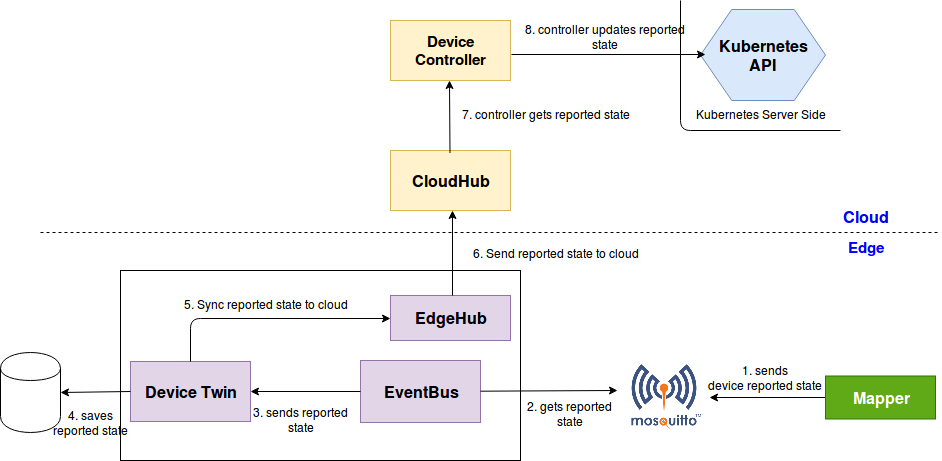 8. controller updates reported
state
Device
Controller
Kubernetes
API
7. controller gets reported state
Kubernetes Server Side
CloudHub
Cloud
Edge
6. Send reported state to cloud
5. Sync reported state to cloud
EdgeHub
1. sends
device reported state
Device Twin
EventBus
Mapper
mosquitto™
4. saves
reported state
3. sends reported
state
2. gets reported
state